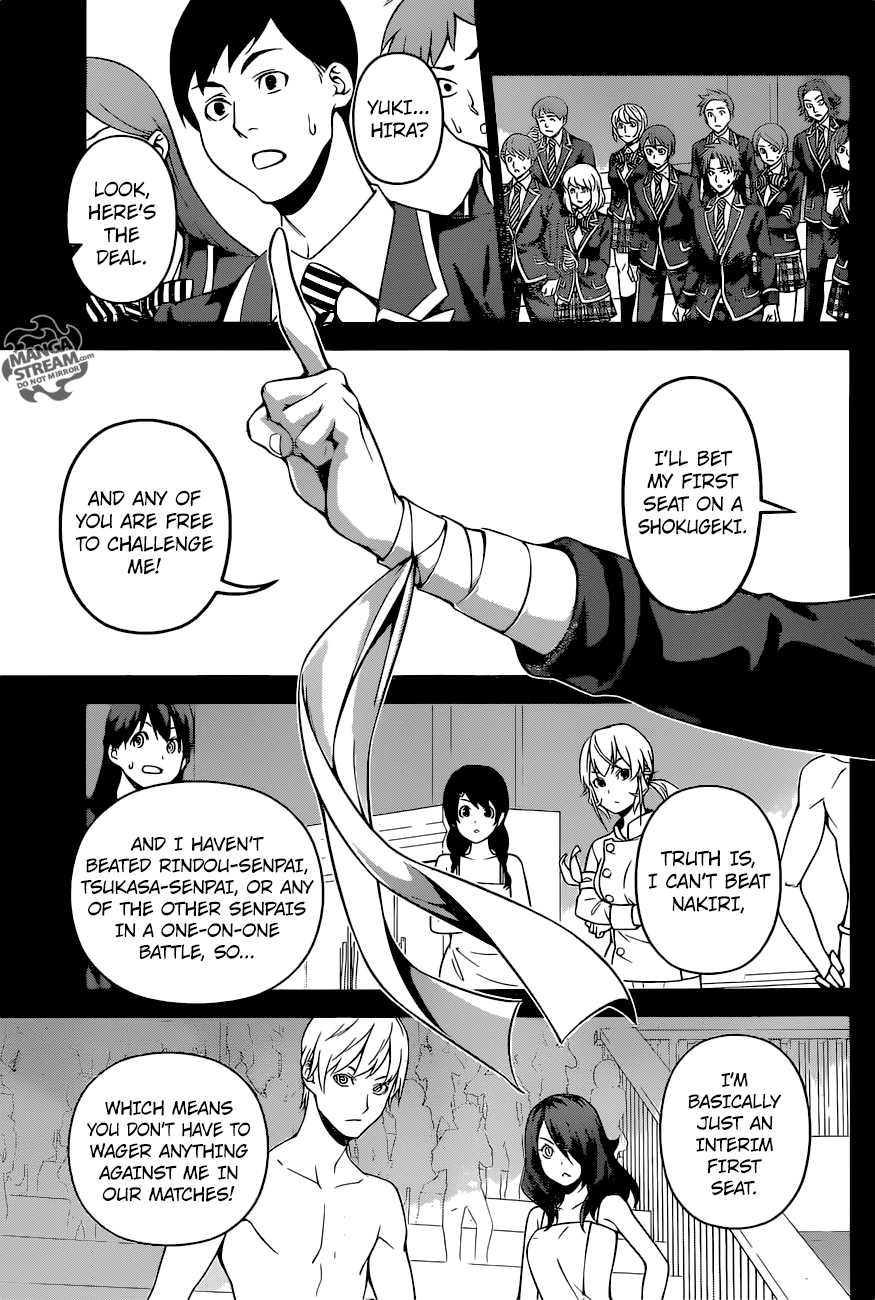 YUKI...
HIRA?
LOOK,
HERE'S
THE
DEAL.
MANGA
STREAM.com
DO NOT MIRROR
I'LL BET
MY FIRST
SEAT ON A
SHOKUGEKI.
AND ANY OF
YOU ARE FREE
TO CHALLENGE
ME!
TRUTH IS,
I CAN'T BEAT
NAKIRI,
AND I HAVEN'T
BEATED RINDOU-SENPAI,
TSUKASA-SENPAI, OR ANY
OF THE OTHER SENPAIS
IN A ONE-ON-ONE
BATTLE, SO...
I'M
BASICALLY
JUST AN
INTERIM
FIRST
SEAT.
WHICH MEANS
YOU DON'T HAVE TO
WAGER ANYTHING
AGAINST ME IN
OUR MATCHES!